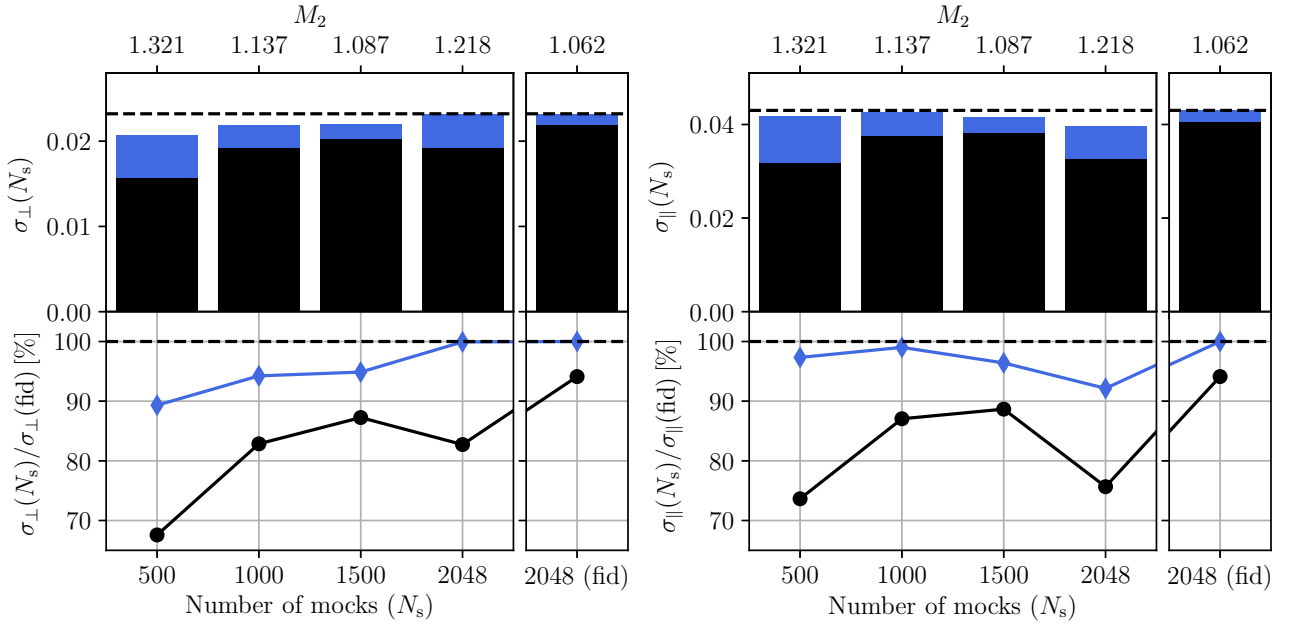 M₂
1.321 1.137 1.087 1.218 1.062
σ⊥(Nₛ)
0.02
0.01
0.00
σ⊥(Nₛ)/σ⊥(fid) [%]
100
90
80
70
500 1000 1500 2048 2048 (fid)
Number of mocks (Nₛ)
M₂
1.321 1.137 1.087 1.218 1.062
σ∥(Nₛ)
0.04
0.02
0.00
σ∥(Nₛ)/σ∥(fid) [%]
100
90
80
70
500 1000 1500 2048 2048 (fid)
Number of mocks (Nₛ)